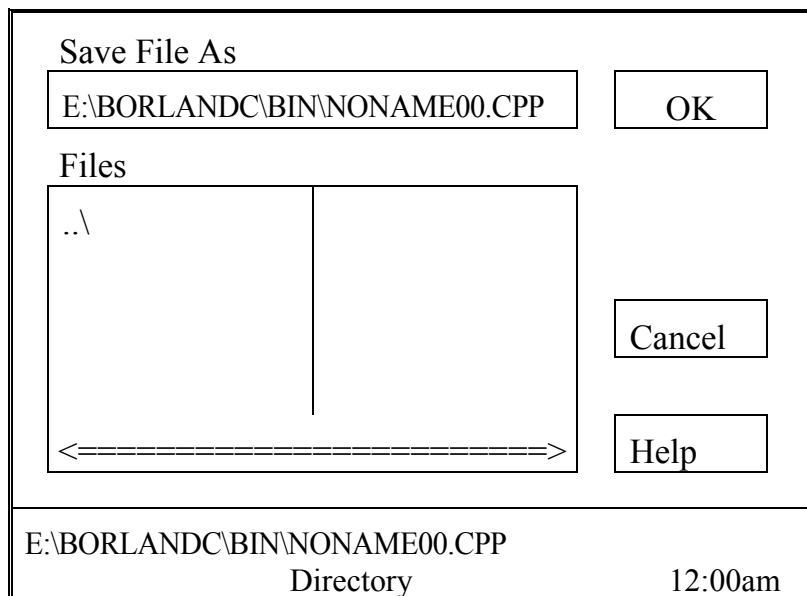 Save File As
E:\BORLANDC\BIN\NONAME00.CPP OK
Files
..\
Cancel
<========================> Help
E:\BORLANDC\BIN\NONAME00.CPP
Directory 12:00am